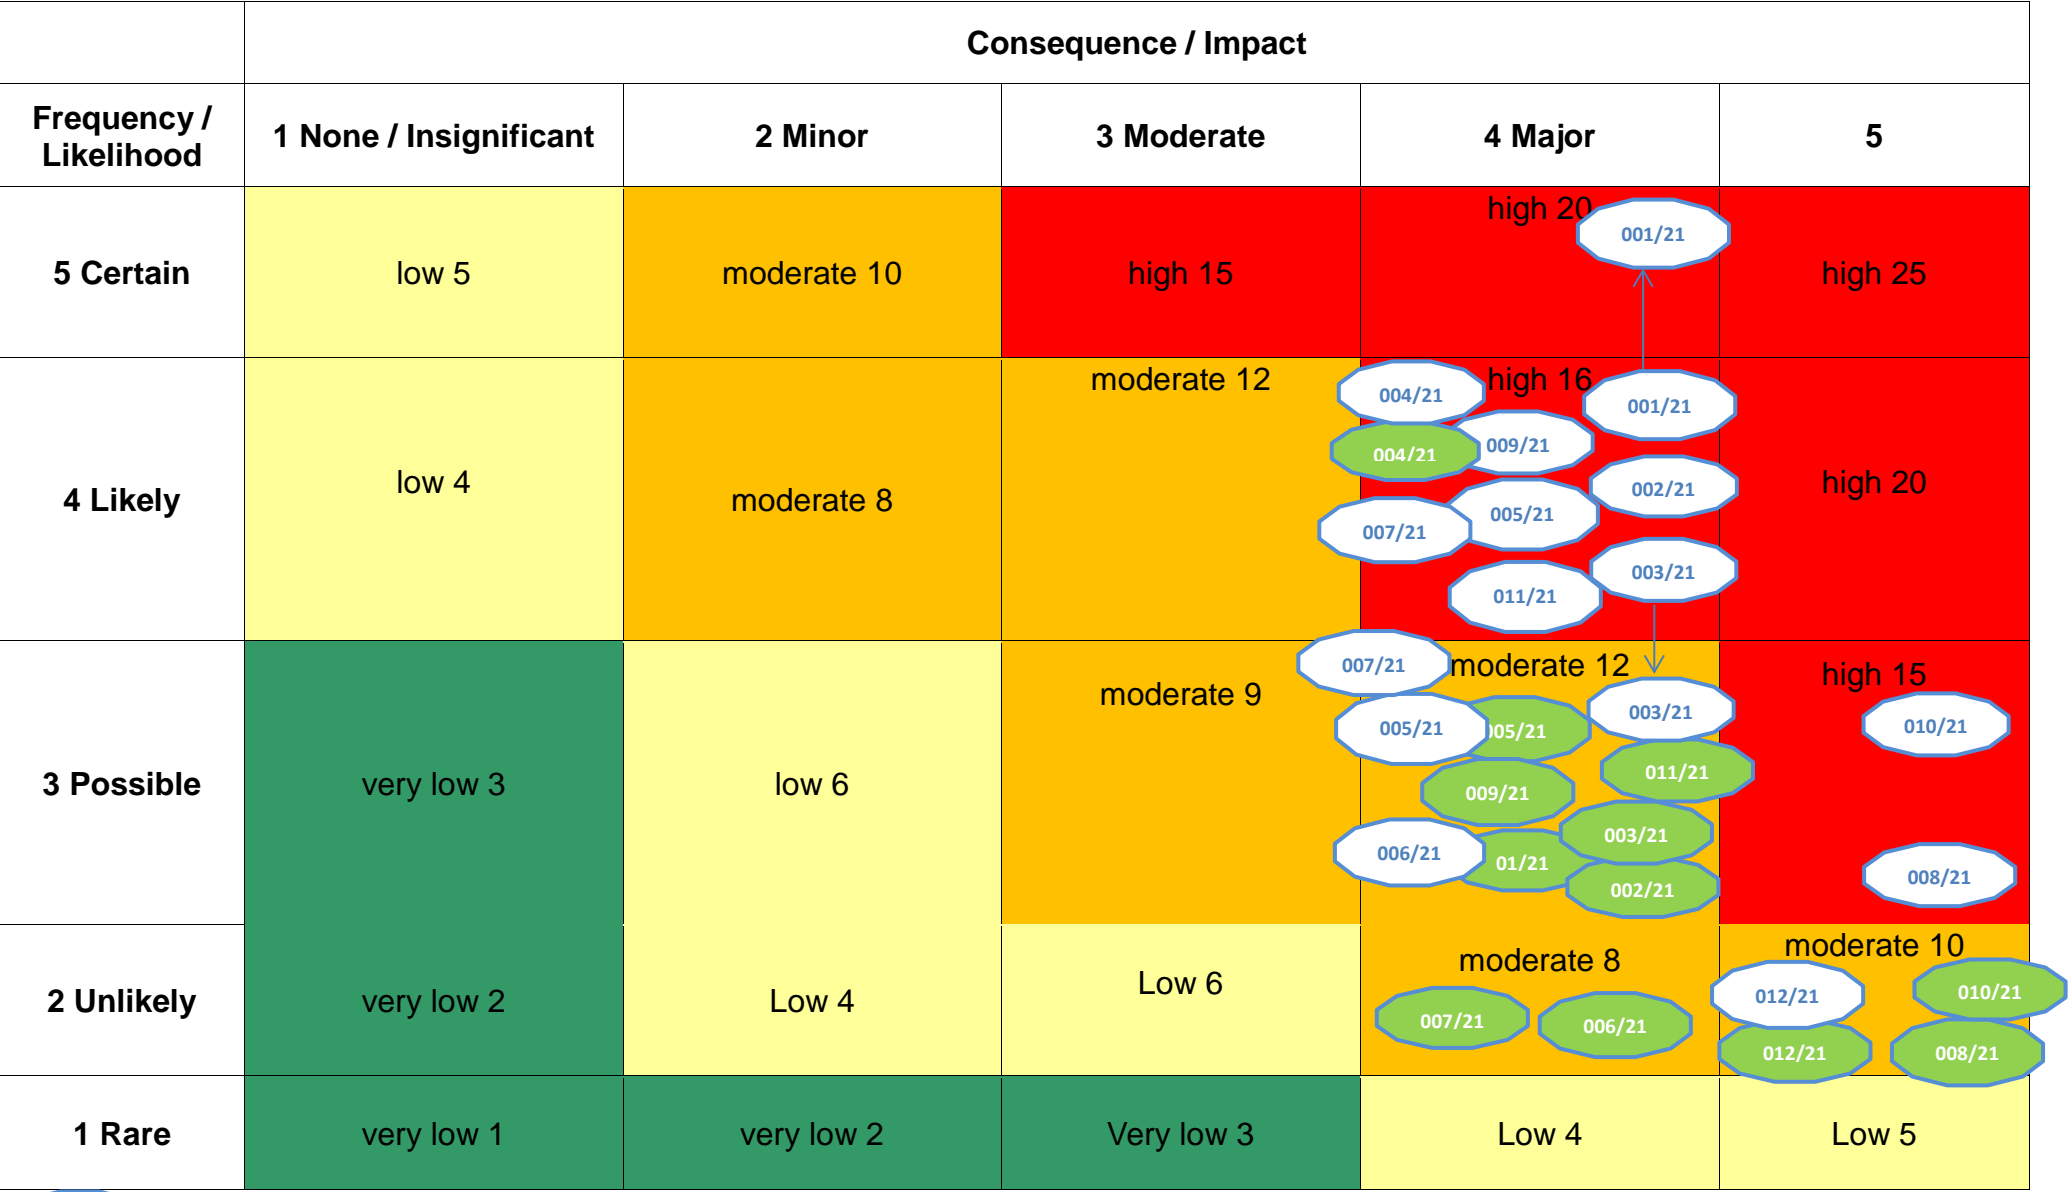 Consequence / Impact
Frequency /
Likelihood
1 None / Insignificant
2 Minor
3 Moderate
4 Major
5
5 Certain
low 5
moderate 10
high 15
high 20
001/21
high 25
4 Likely
low 4
moderate 8
moderate 12
high 16
004/21
001/21
004/21
009/21
002/21
005/21
007/21
003/21
011/21
high 20
3 Possible
very low 3
low 6
moderate 9
moderate 12
007/21
003/21
005/21
05/21
011/21
009/21
003/21
006/21
01/21
002/21
high 15
010/21
008/21
2 Unlikely
very low 2
Low 4
Low 6
moderate 8
007/21
006/21
moderate 10
012/21
010/21
012/21
008/21
1 Rare
very low 1
very low 2
Very low 3
Low 4
Low 5